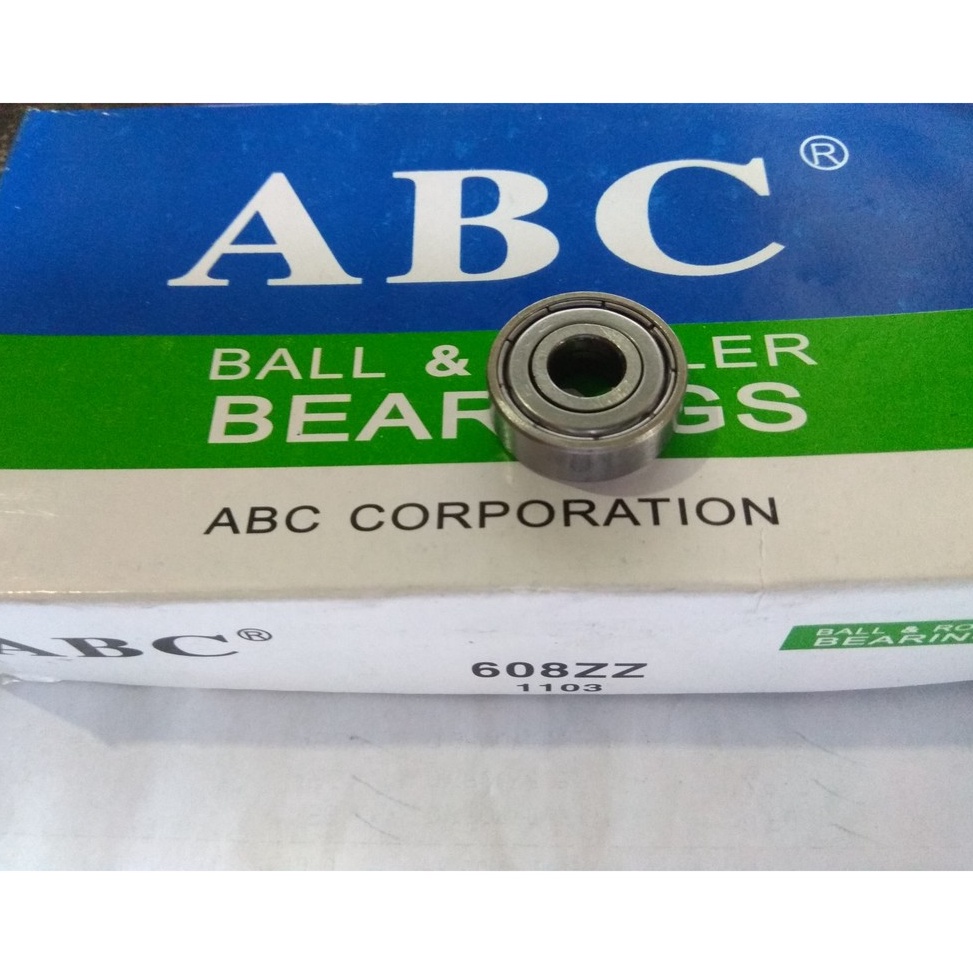 ABC ®
BALL & LER
BEAR GS
ABC CORPORATION
ABC ®
608ZZ
1103
BALL & RO
BEARIN